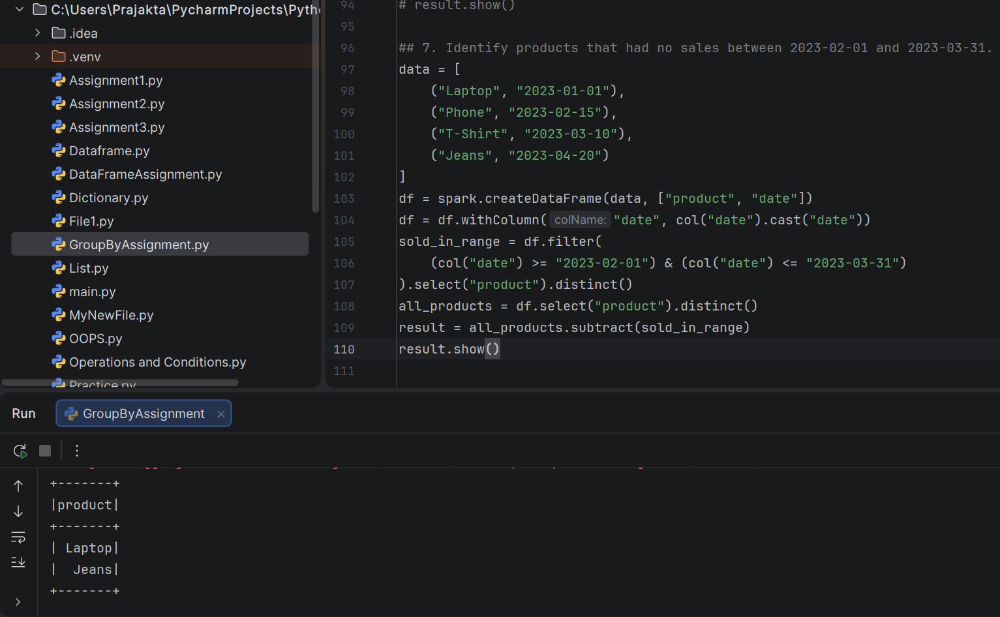 C:\Users\Prajakta\PycharmProjects\Pytho
.idea
.venv
Assignment1.py
Assignment2.py
Assignment3.py
Dataframe.py
DataFrameAssignment.py
Dictionary.py
File1.py
GroupByAssignment.py
List.py
main.py
MyNewFile.py
OOPS.py
Operations and Conditions.py
Practice.py
94 # result.show()
95
96 ## 7. Identify products that had no sales between 2023-02-01 and 2023-03-31.
97 data = [
98     ("Laptop", "2023-01-01"),
99     ("Phone", "2023-02-15"),
100     ("T-Shirt", "2023-03-10"),
101     ("Jeans", "2023-04-20")
102 ]
103 df = spark.createDataFrame(data, ["product", "date"])
104 df = df.withColumn( colName: "date", col("date").cast("date"))
105 sold_in_range = df.filter(
106     (col("date") >= "2023-02-01") & (col("date") <= "2023-03-31")
107 ).select("product").distinct()
108 all_products = df.select("product").distinct()
109 result = all_products.subtract(sold_in_range)
110 result.show()
111
Run GroupByAssignment
+-------+
|product|
+-------+
| Laptop|
|  Jeans|
+-------+